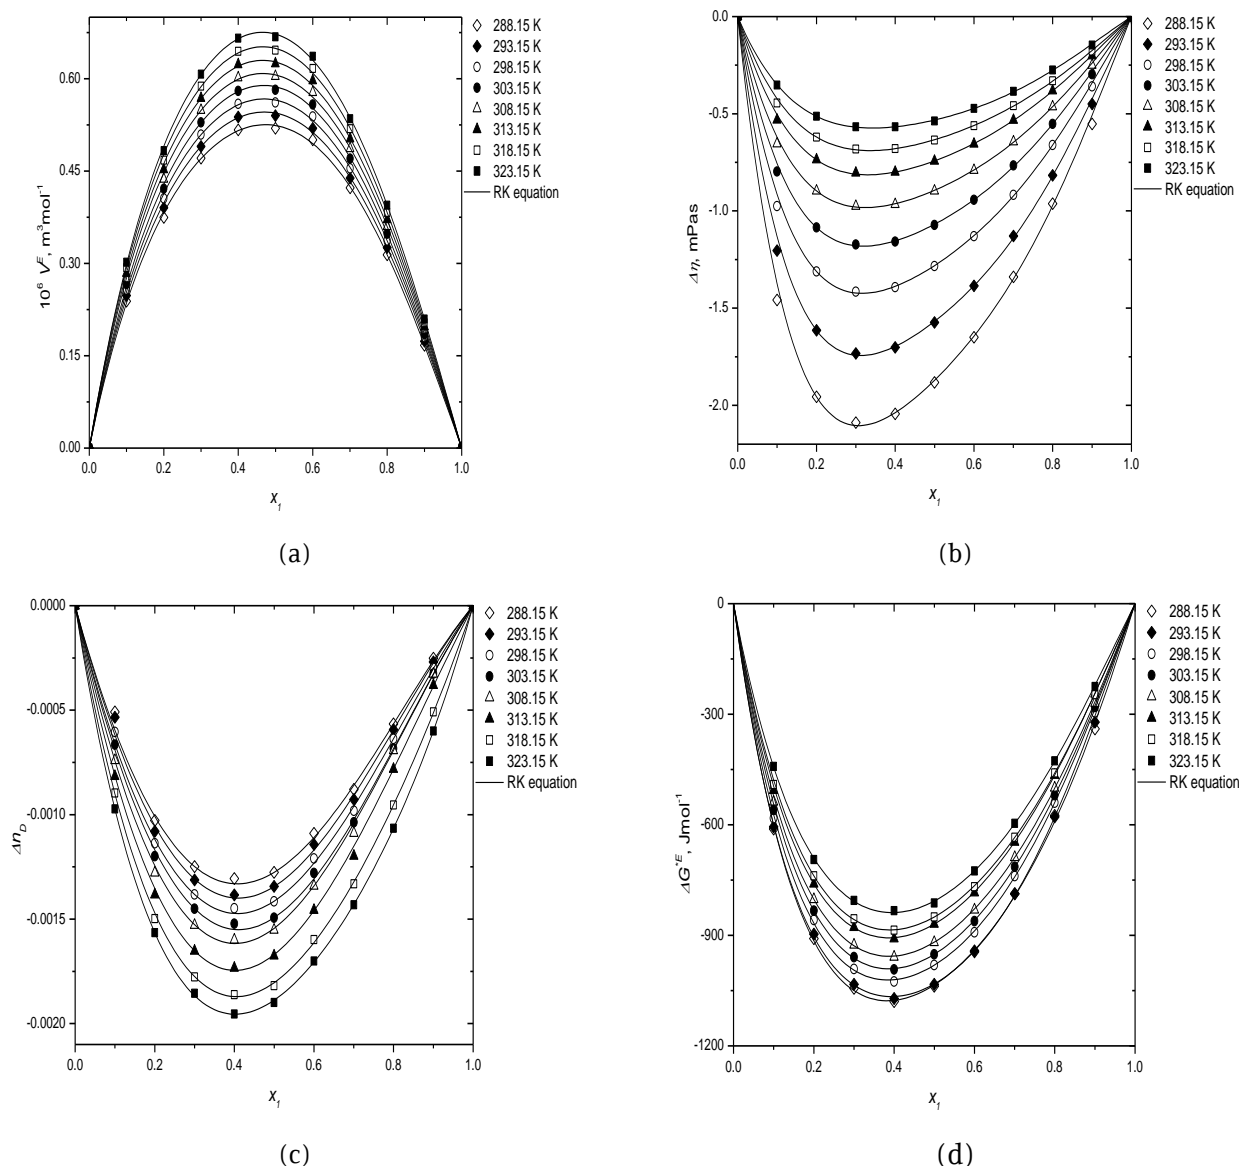 0.60
0.45
0.30
0.15
0.00
10⁶ Vᴱ, m³mol⁻¹
0.0 0.2 0.4 0.6 0.8 1.0
x₁
288.15 K
293.15 K
298.15 K
303.15 K
308.15 K
313.15 K
318.15 K
323.15 K
RK equation
(a)
0.0
-0.5
-1.0
-1.5
-2.0
Δη, mPas
0.0 0.2 0.4 0.6 0.8 1.0
x₁
288.15 K
293.15 K
298.15 K
303.15 K
308.15 K
313.15 K
318.15 K
323.15 K
RK equation
(b)
0.0000
-0.0005
-0.0010
-0.0015
-0.0020
Δn_D
0.0 0.2 0.4 0.6 0.8 1.0
x₁
288.15 K
293.15 K
298.15 K
303.15 K
308.15 K
313.15 K
318.15 K
323.15 K
RK equation
(c)
0
-300
-600
-900
-1200
ΔG*ᴱ, Jmol⁻¹
0.0 0.2 0.4 0.6 0.8 1.0
x₁
288.15 K
293.15 K
298.15 K
303.15 K
308.15 K
313.15 K
318.15 K
323.15 K
RK equation
(d)